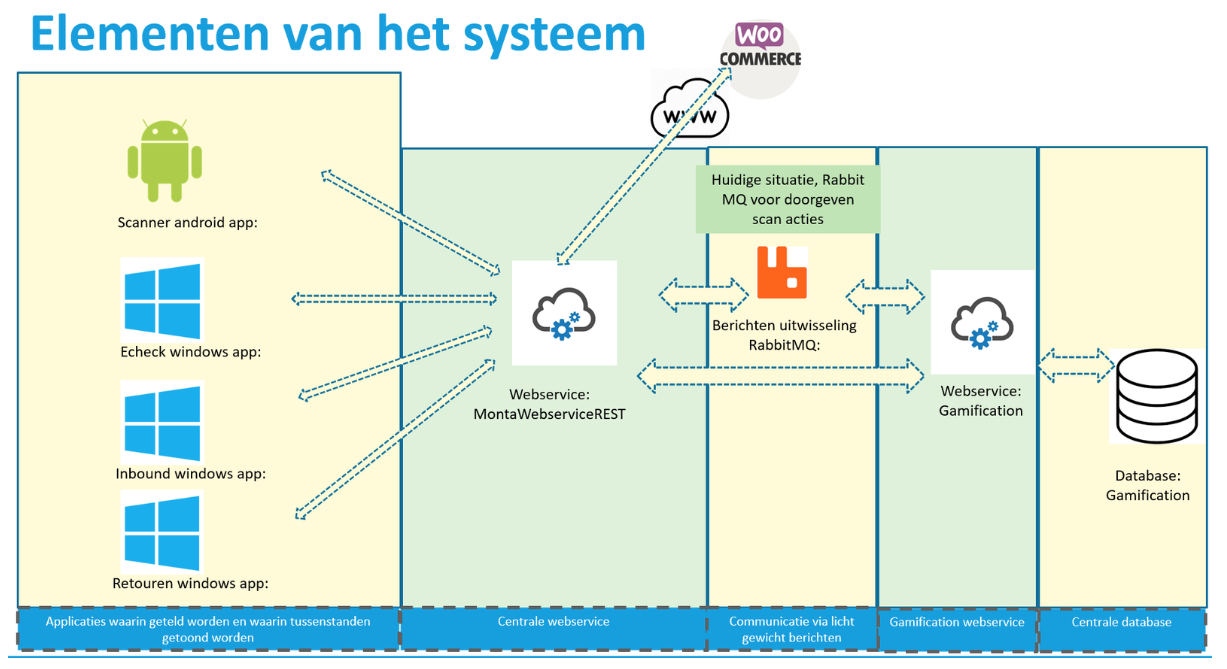 Elementen van het systeem
WOO
COMMERCE
WWW
Huidige situatie, Rabbit
MQ voor doorgeven
scan acties
Scanner android app:
Echeck windows app:
Inbound windows app:
Retouren windows app:
Webservice:
MontaWebserviceREST
Berichten uitwisseling
RabbitMQ:
Webservice:
Gamification
Database:
Gamification
Applicaties waarin geteld worden en waarin tussenstanden
getoond worden
Centrale webservice
Communicatie via licht
gewicht berichten
Gamification webservice
Centrale database